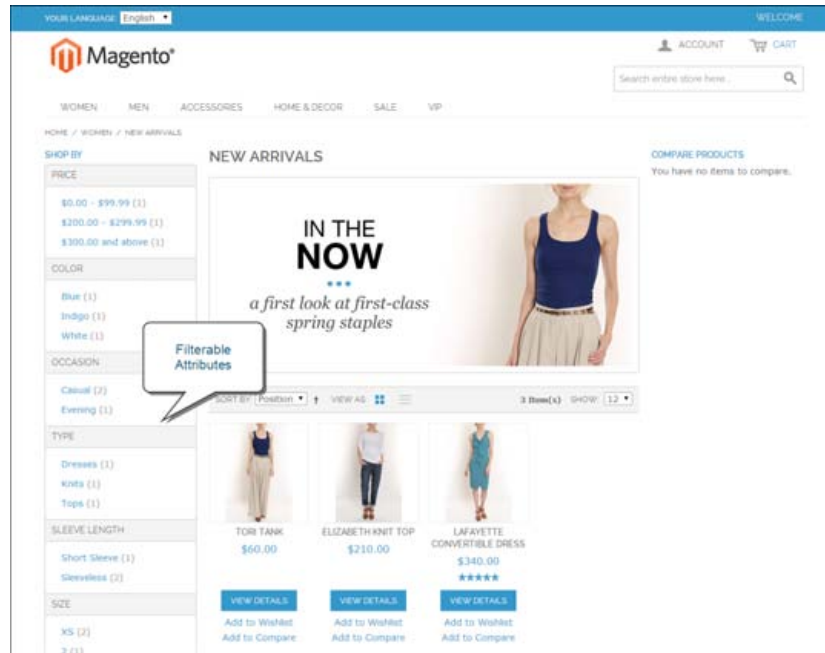 YOUR LANGUAGE: English
WELCOME
Magento®
ACCOUNT CART
Search entire store here...
WOMEN MEN ACCESSORIES HOME & DECOR SALE VIP
HOME / WOMEN / NEW ARRIVALS
SHOP BY
PRICE
$0.00 - $99.99 (1)
$200.00 - $299.99 (1)
$300.00 and above (1)
COLOR
Blue (1)
Indigo (1)
White (1)
OCCASION
Casual (2)
Evening (1)
TYPE
Dresses (1)
Knits (1)
Tops (1)
SLEEVE LENGTH
Short Sleeve (1)
Sleeveless (2)
SIZE
XS (2)
2 (1)
Filterable
Attributes
NEW ARRIVALS
IN THE
NOW
a first look at first-class
spring staples
SORT BY Position VIEW AS 3 Item(s) SHOW: 12
TORI TANK
$60.00
VIEW DETAILS
Add to Wishlist
Add to Compare
ELIZABETH KNIT TOP
$210.00
VIEW DETAILS
Add to Wishlist
Add to Compare
LAFAYETTE
CONVERTIBLE DRESS
$340.00
VIEW DETAILS
Add to Wishlist
Add to Compare
COMPARE PRODUCTS
You have no items to compare.